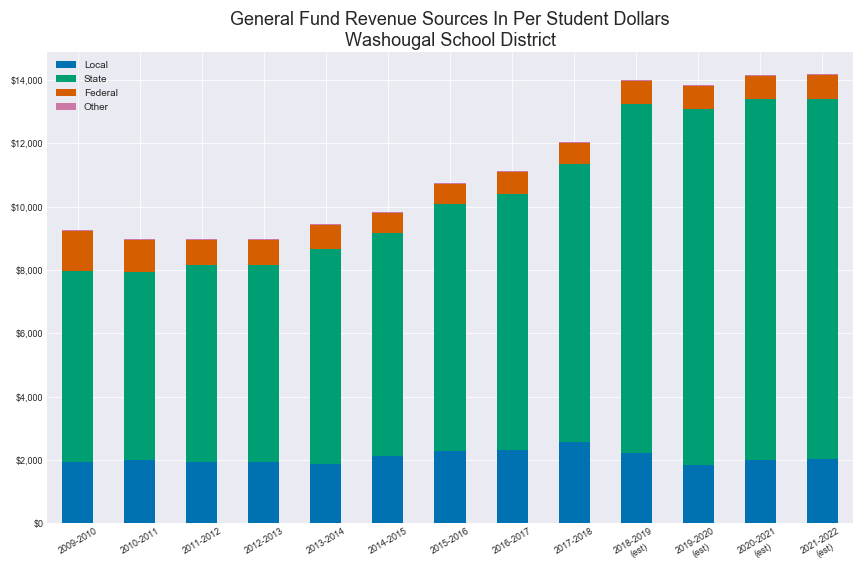 General Fund Revenue Sources In Per Student Dollars
Washougal School District
Local
State
Federal
Other
$14,000
$12,000
$10,000
$8,000
$6,000
$4,000
$2,000
$0
2009-2010
2010-2011
2011-2012
2012-2013
2013-2014
2014-2015
2015-2016
2016-2017
2017-2018
2018-2019
(est)
2019-2020
(est)
2020-2021
(est)
2021-2022
(est)